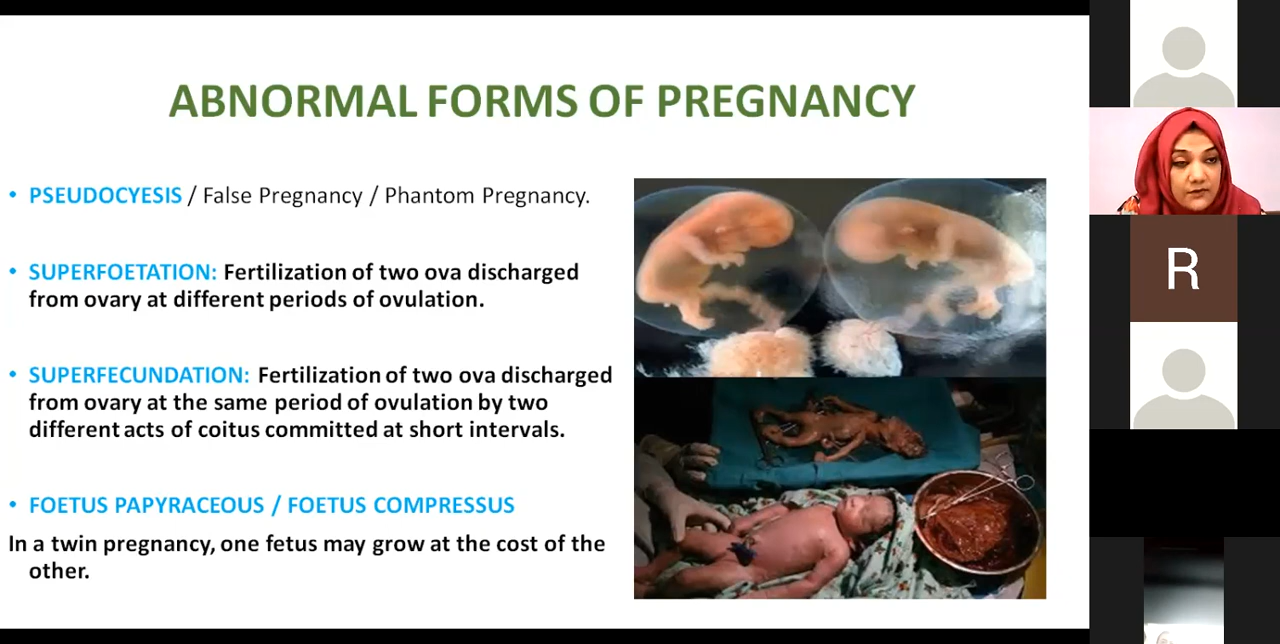 ABNORMAL FORMS OF PREGNANCY
• PSEUDOCYESIS / False Pregnancy / Phantom Pregnancy.
• SUPERFOETATION: Fertilization of two ova discharged
from ovary at different periods of ovulation.
• SUPERFECUNDATION: Fertilization of two ova discharged
from ovary at the same period of ovulation by two
different acts of coitus committed at short intervals.
• FOETUS PAPYRACEOUS / FOETUS COMPRESSUS
In a twin pregnancy, one fetus may grow at the cost of the
other.
R